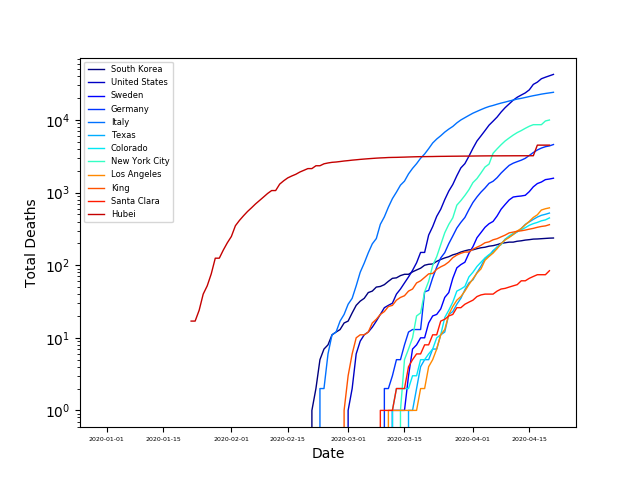 South Korea
United States
Sweden
Germany
Italy
Texas
Colorado
New York City
Los Angeles
King
Santa Clara
Hubei
Total Deaths
10^4
10^3
10^2
10^1
10^0
2020-01-01 2020-01-15 2020-02-01 2020-02-15 2020-03-01 2020-03-15 2020-04-01 2020-04-15
Date